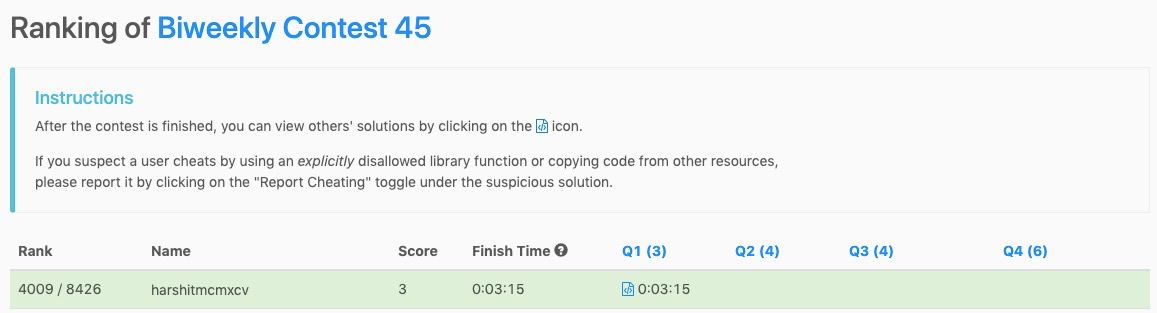 Ranking of Biweekly Contest 45
Instructions
After the contest is finished, you can view others' solutions by clicking on the icon.
If you suspect a user cheats by using an explicitly disallowed library function or copying code from other resources,
please report it by clicking on the "Report Cheating" toggle under the suspicious solution.
Rank Name Score Finish Time Q1 (3) Q2 (4) Q3 (4) Q4 (6)
4009 / 8426 harshitmcmxcv 3 0:03:15 0:03:15